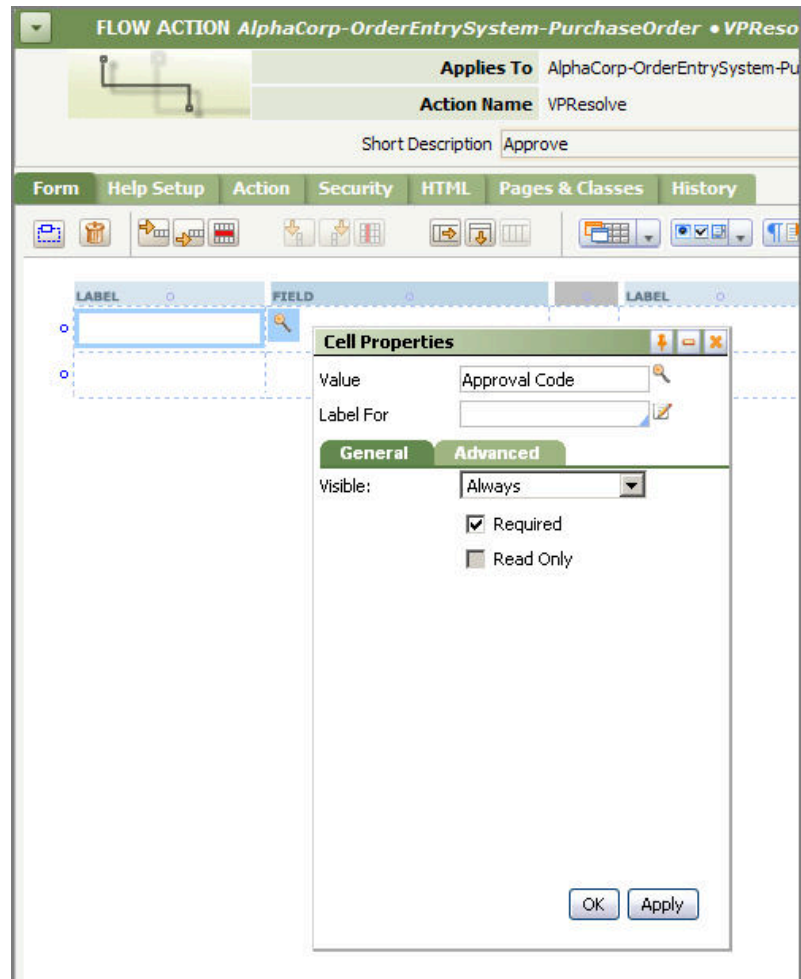 FLOW ACTION AlphaCorp-OrderEntrySystem-PurchaseOrder • VPReso
Applies To AlphaCorp-OrderEntrySystem-Pu
Action Name VPResolve
Short Description Approve
Form Help Setup Action Security HTML Pages & Classes History
LABEL FIELD LABEL
Cell Properties
Value Approval Code
Label For
General Advanced
Visible: Always
Required
Read Only
OK Apply